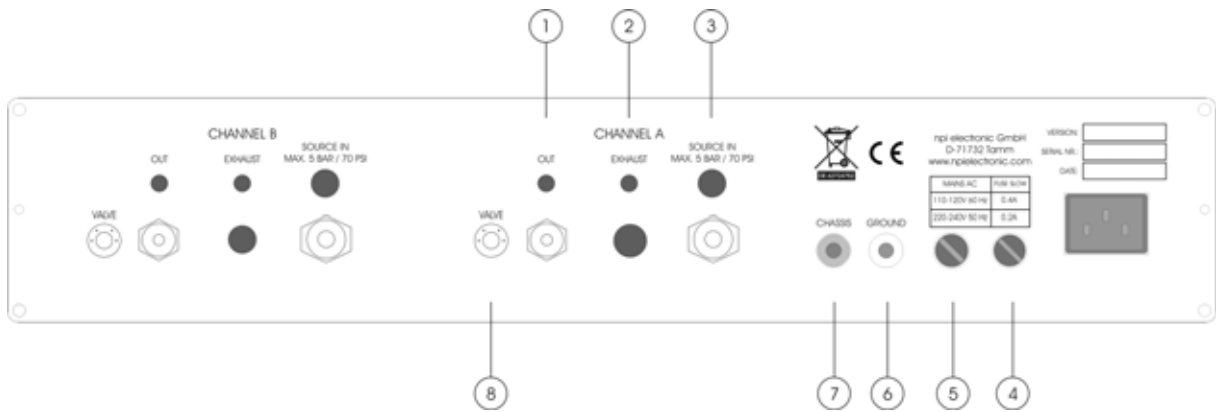 1
2
3
CHANNEL B
OUT
EXHAUST
SOURCE IN
MAX. 5 BAR / 70 PSI
VALVE
CHANNEL A
OUT
EXHAUST
SOURCE IN
MAX. 5 BAR / 70 PSI
VALVE
CE
npi electronic GmbH
D-71732 Tamm
www.npielectronic.com
MAINS AC FUSE SLOW
110-120V 60 Hz 0.4A
220-240V 50 Hz 0.2A
VERSION:
SERIAL NR.:
DATE:
CHASSIS
GROUND
8
7
6
5
4